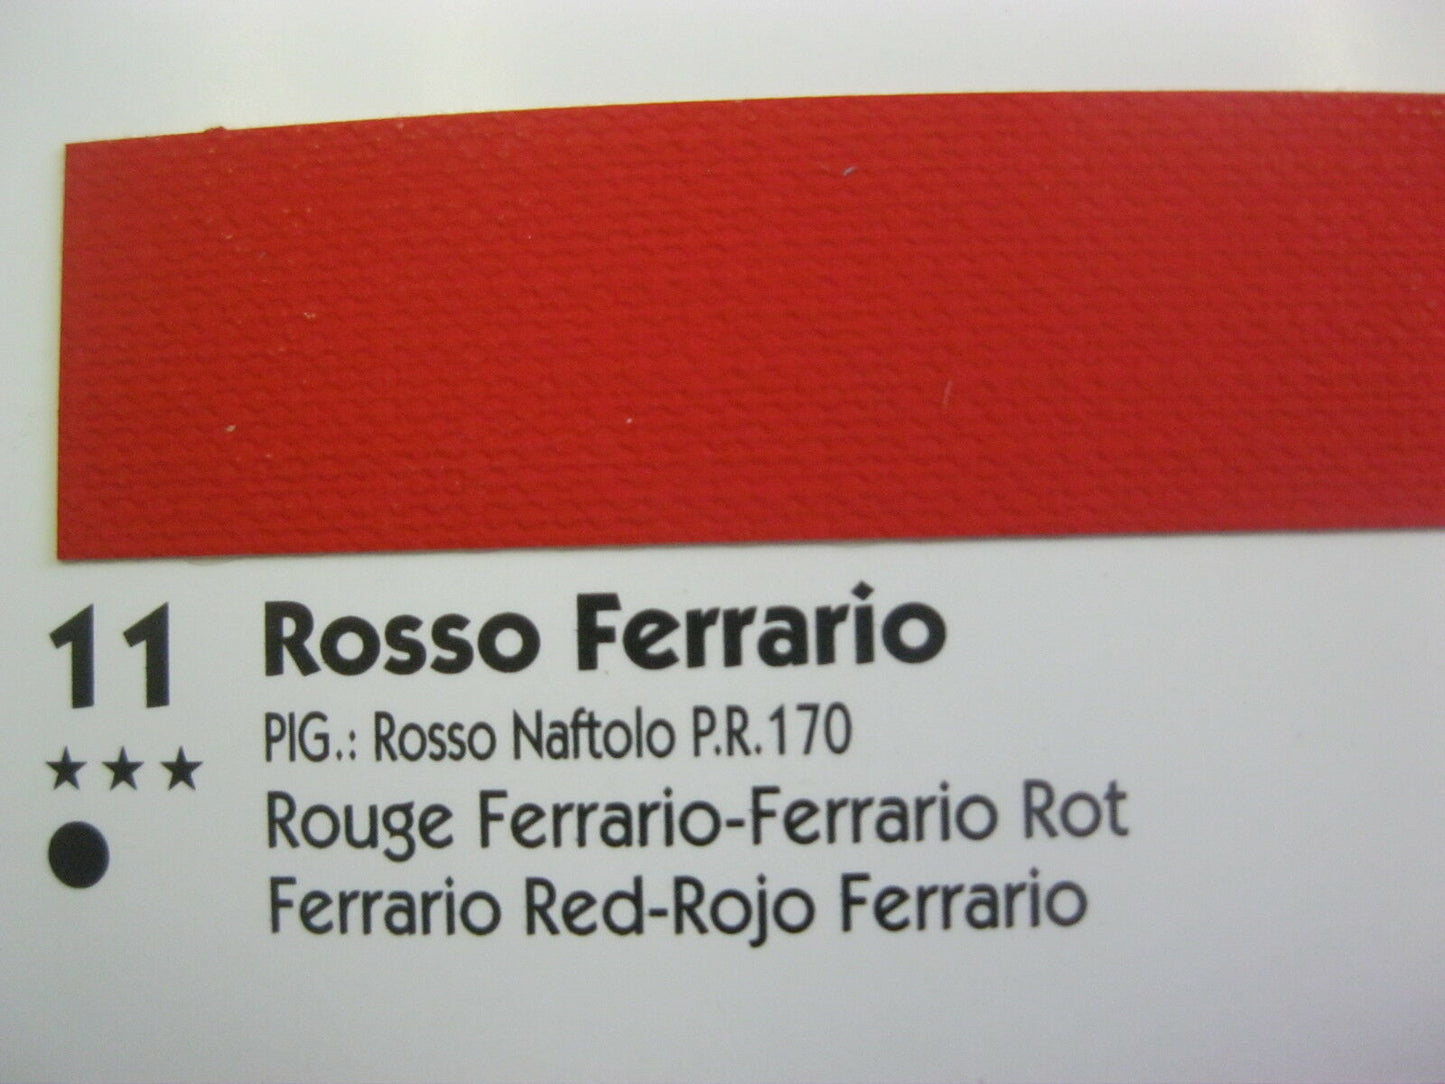 11 Rosso Ferrario
PIG.: Rosso Naftolo P.R.170
★★★
Rouge Ferrario-Ferrario Rot
Ferrario Red-Rojo Ferrario